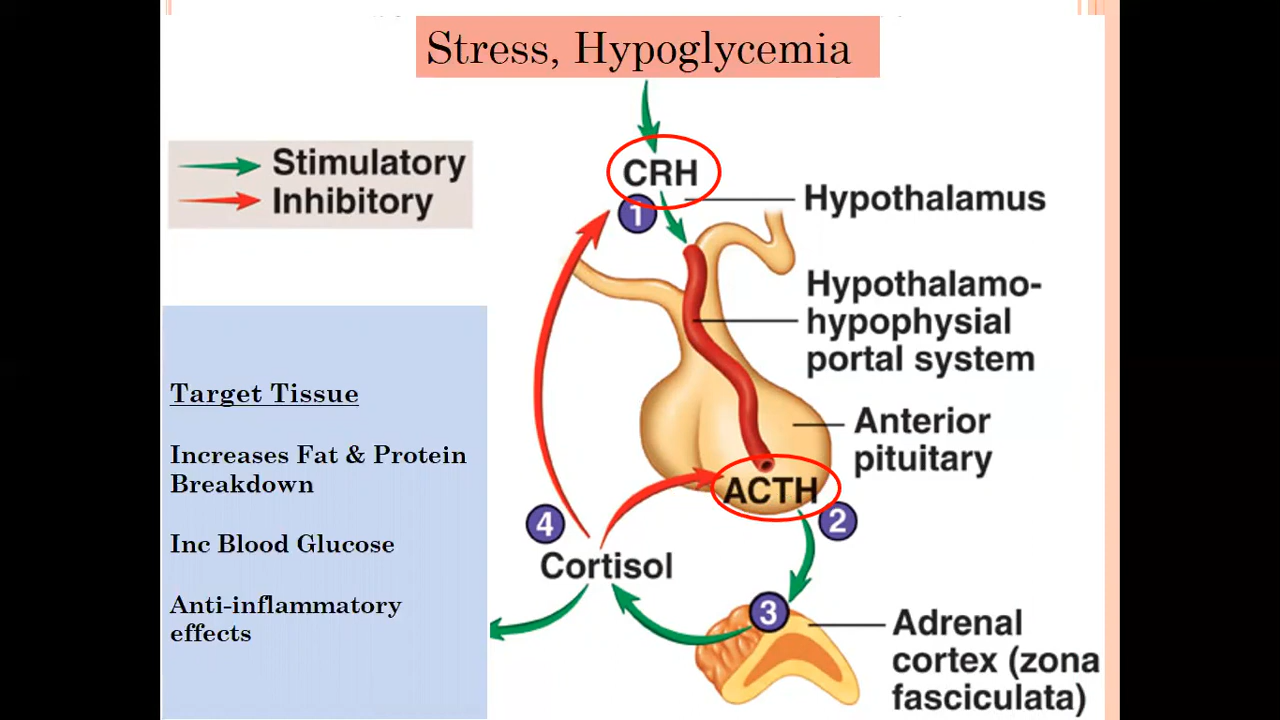 Stress, Hypoglycemia
Stimulatory
Inhibitory
CRH
1
Hypothalamus
Hypothalamo-
hypophysial
portal system
Anterior
pituitary
ACTH
2
4
Cortisol
3
Adrenal
cortex (zona
fasciculata)
Target Tissue
Increases Fat & Protein
Breakdown
Inc Blood Glucose
Anti-inflammatory
effects